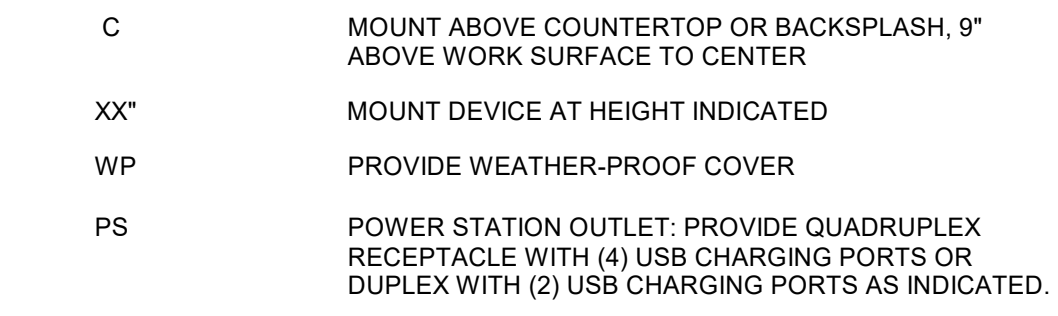 C MOUNT ABOVE COUNTERTOP OR BACKSPLASH, 9"
ABOVE WORK SURFACE TO CENTER
XX" MOUNT DEVICE AT HEIGHT INDICATED
WP PROVIDE WEATHER-PROOF COVER
PS POWER STATION OUTLET: PROVIDE QUADRUPLEX
RECEPTACLE WITH (4) USB CHARGING PORTS OR
DUPLEX WITH (2) USB CHARGING PORTS AS INDICATED.